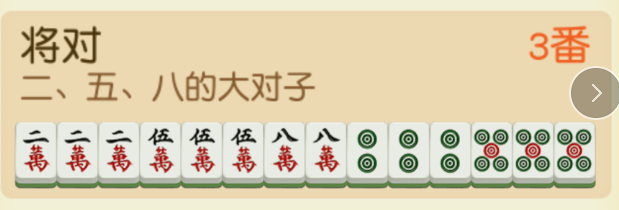 将对
3番
二、五、八的大对子
二萬 二萬 二萬 伍萬 伍萬 伍萬 八萬 八萬